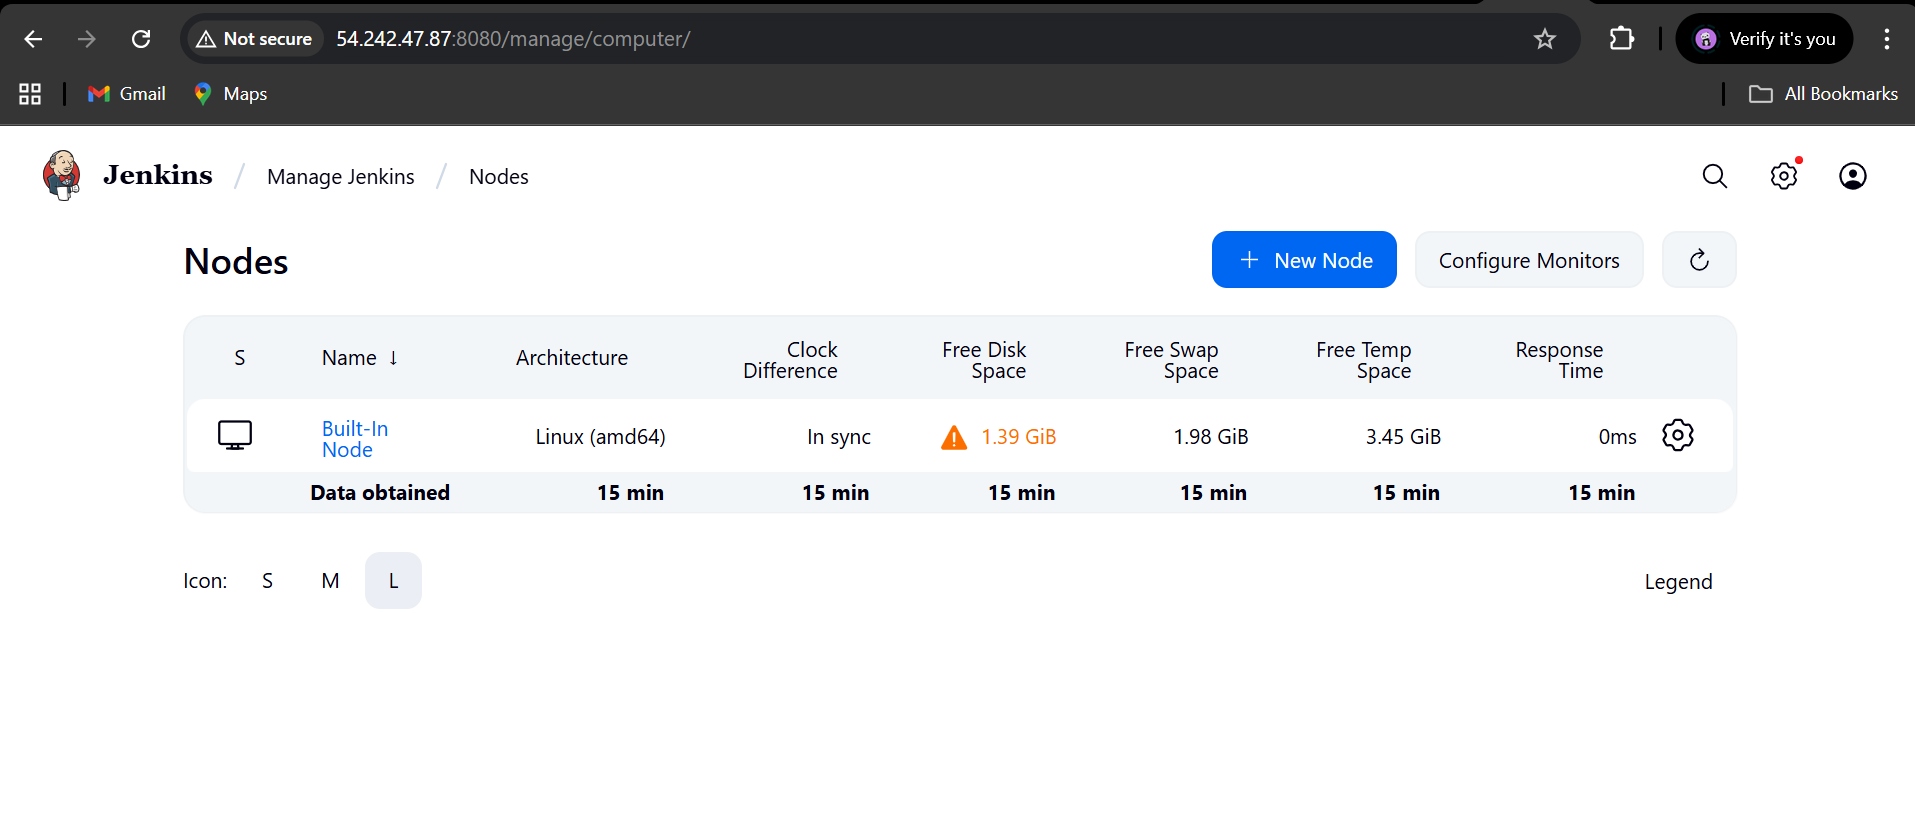 Not secure 54.242.47.87:8080/manage/computer/ Verify it's you
Gmail Maps All Bookmarks
Jenkins / Manage Jenkins / Nodes
Nodes
+ New Node Configure Monitors
S Name ↓ Architecture Clock Difference Free Disk Space Free Swap Space Free Temp Space Response Time
Built-In Node Linux (amd64) In sync 1.39 GiB 1.98 GiB 3.45 GiB 0ms
Data obtained 15 min 15 min 15 min 15 min 15 min 15 min
Icon: S M L Legend